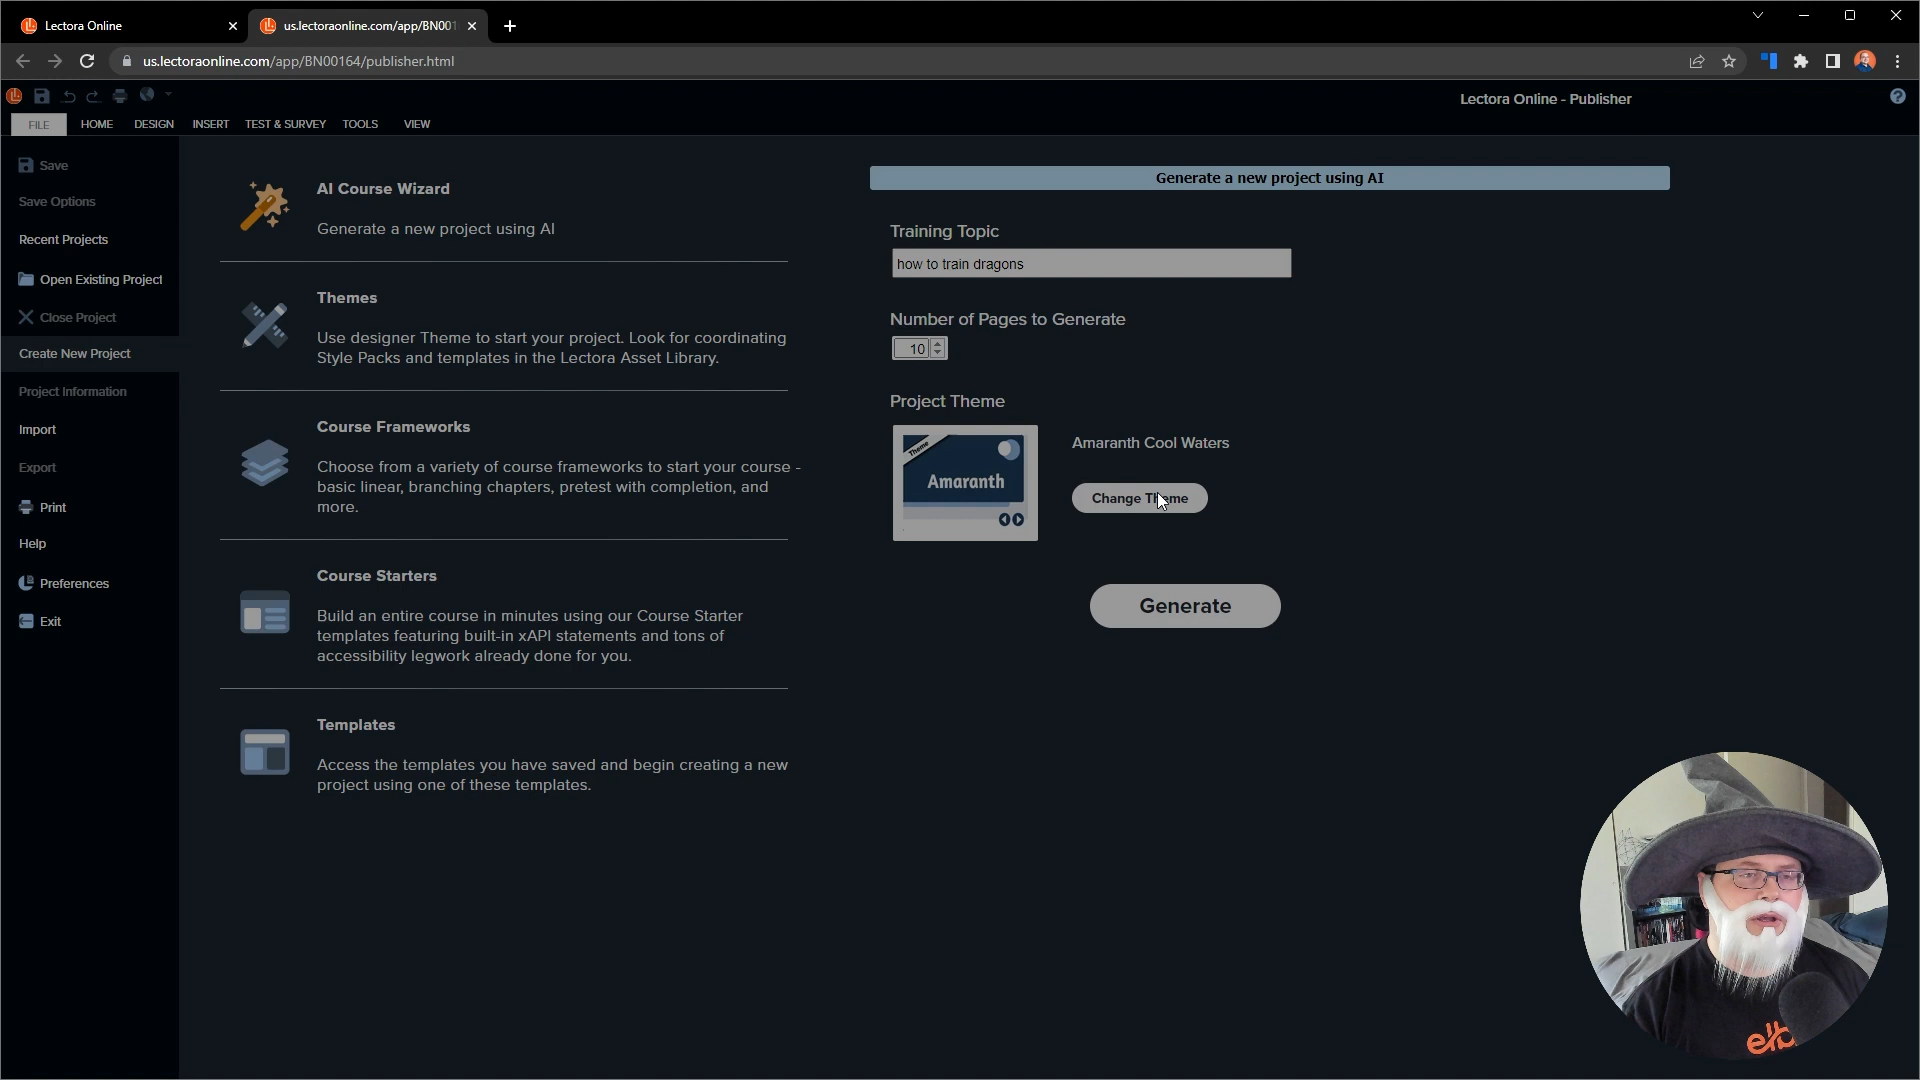 Lectora Online
us.lectoraonline.com/app/BN001
us.lectoraonline.com/app/BN00164/publisher.html
Lectora Online - Publisher
FILE
HOME
DESIGN
INSERT
TEST & SURVEY
TOOLS
VIEW
Save
Save Options
Recent Projects
Open Existing Project
Close Project
Create New Project
Project Information
Import
Export
Print
Help
Preferences
Exit
AI Course Wizard
Generate a new project using AI
Themes
Use designer Theme to start your project. Look for coordinating
Style Packs and templates in the Lectora Asset Library.
Course Frameworks
Choose from a variety of course frameworks to start your course -
basic linear, branching chapters, pretest with completion, and
more.
Course Starters
Build an entire course in minutes using our Course Starter
templates featuring built-in xAPI statements and tons of
accessibility legwork already done for you.
Templates
Access the templates you have saved and begin creating a new
project using one of these templates.
Generate a new project using AI
Training Topic
how to train dragons
Number of Pages to Generate
10
Project Theme
Theme
Amaranth
Amaranth Cool Waters
Change Theme
Generate
elb